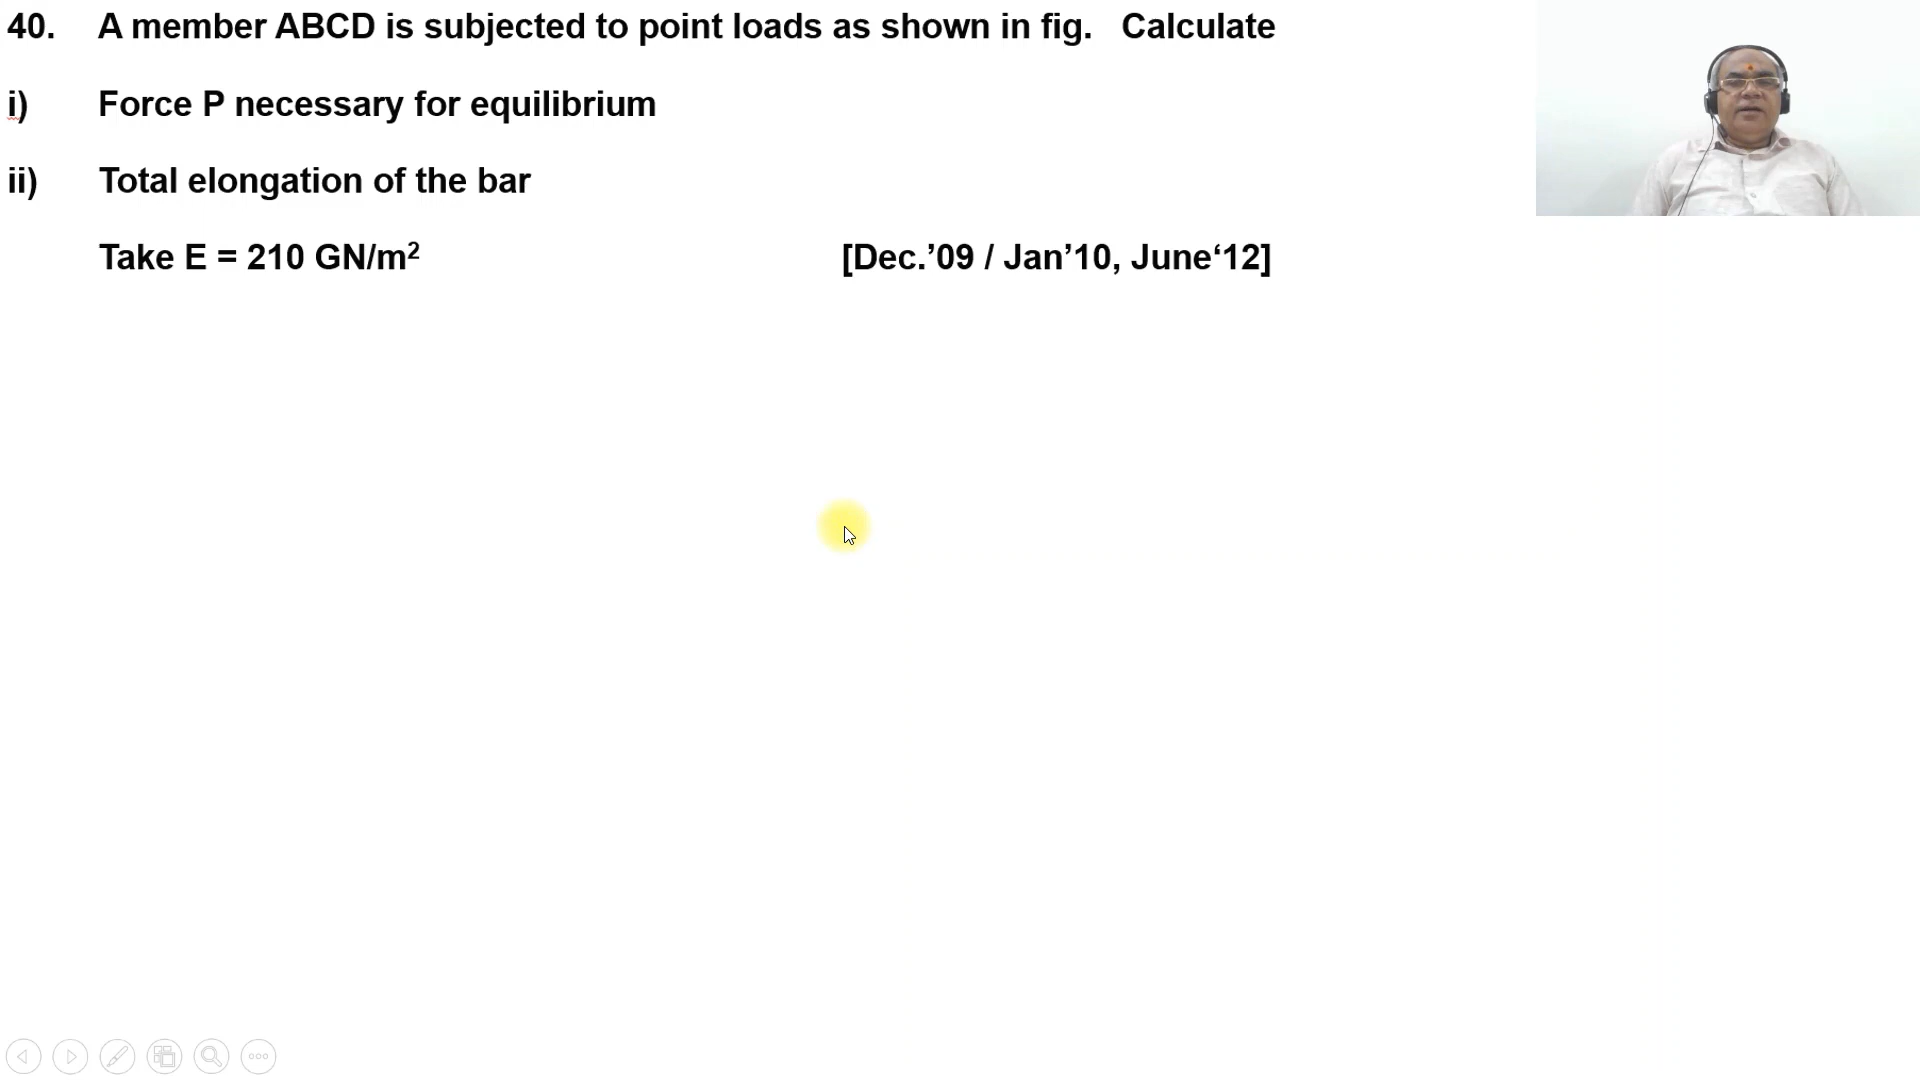 40. A member ABCD is subjected to point loads as shown in fig. Calculate
i) Force P necessary for equilibrium
ii) Total elongation of the bar
Take E = 210 GN/m² [Dec.’09 / Jan’10, June‘12]